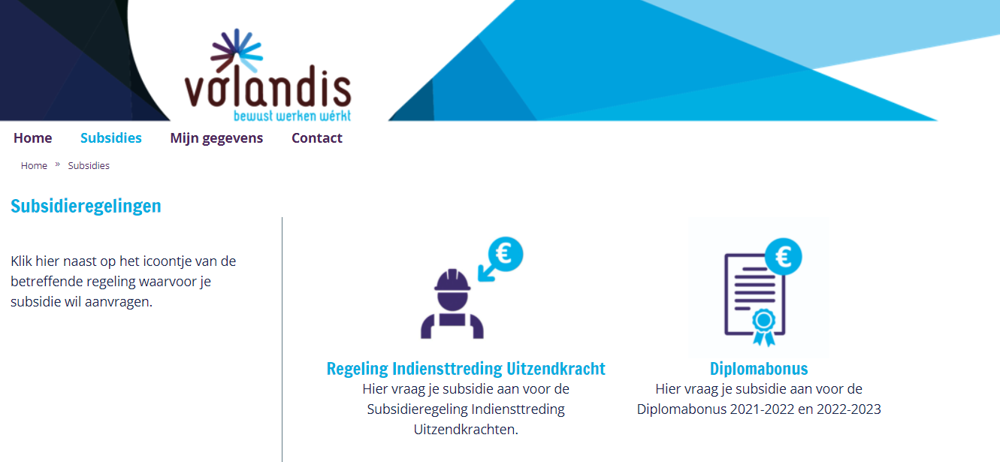 volandis
bewust werken wérkt
Home Subsidies Mijn gegevens Contact
Home » Subsidies
Subsidieregelingen
Klik hier naast op het icoontje van de
betreffende regeling waarvoor je
subsidie wil aanvragen.
€
Regeling Indiensttreding Uitzendkracht
Hier vraag je subsidie aan voor de
Subsidieregeling Indiensttreding
Uitzendkrachten.
€
Diplomabonus
Hier vraag je subsidie aan voor de
Diplomabonus 2021-2022 en 2022-2023